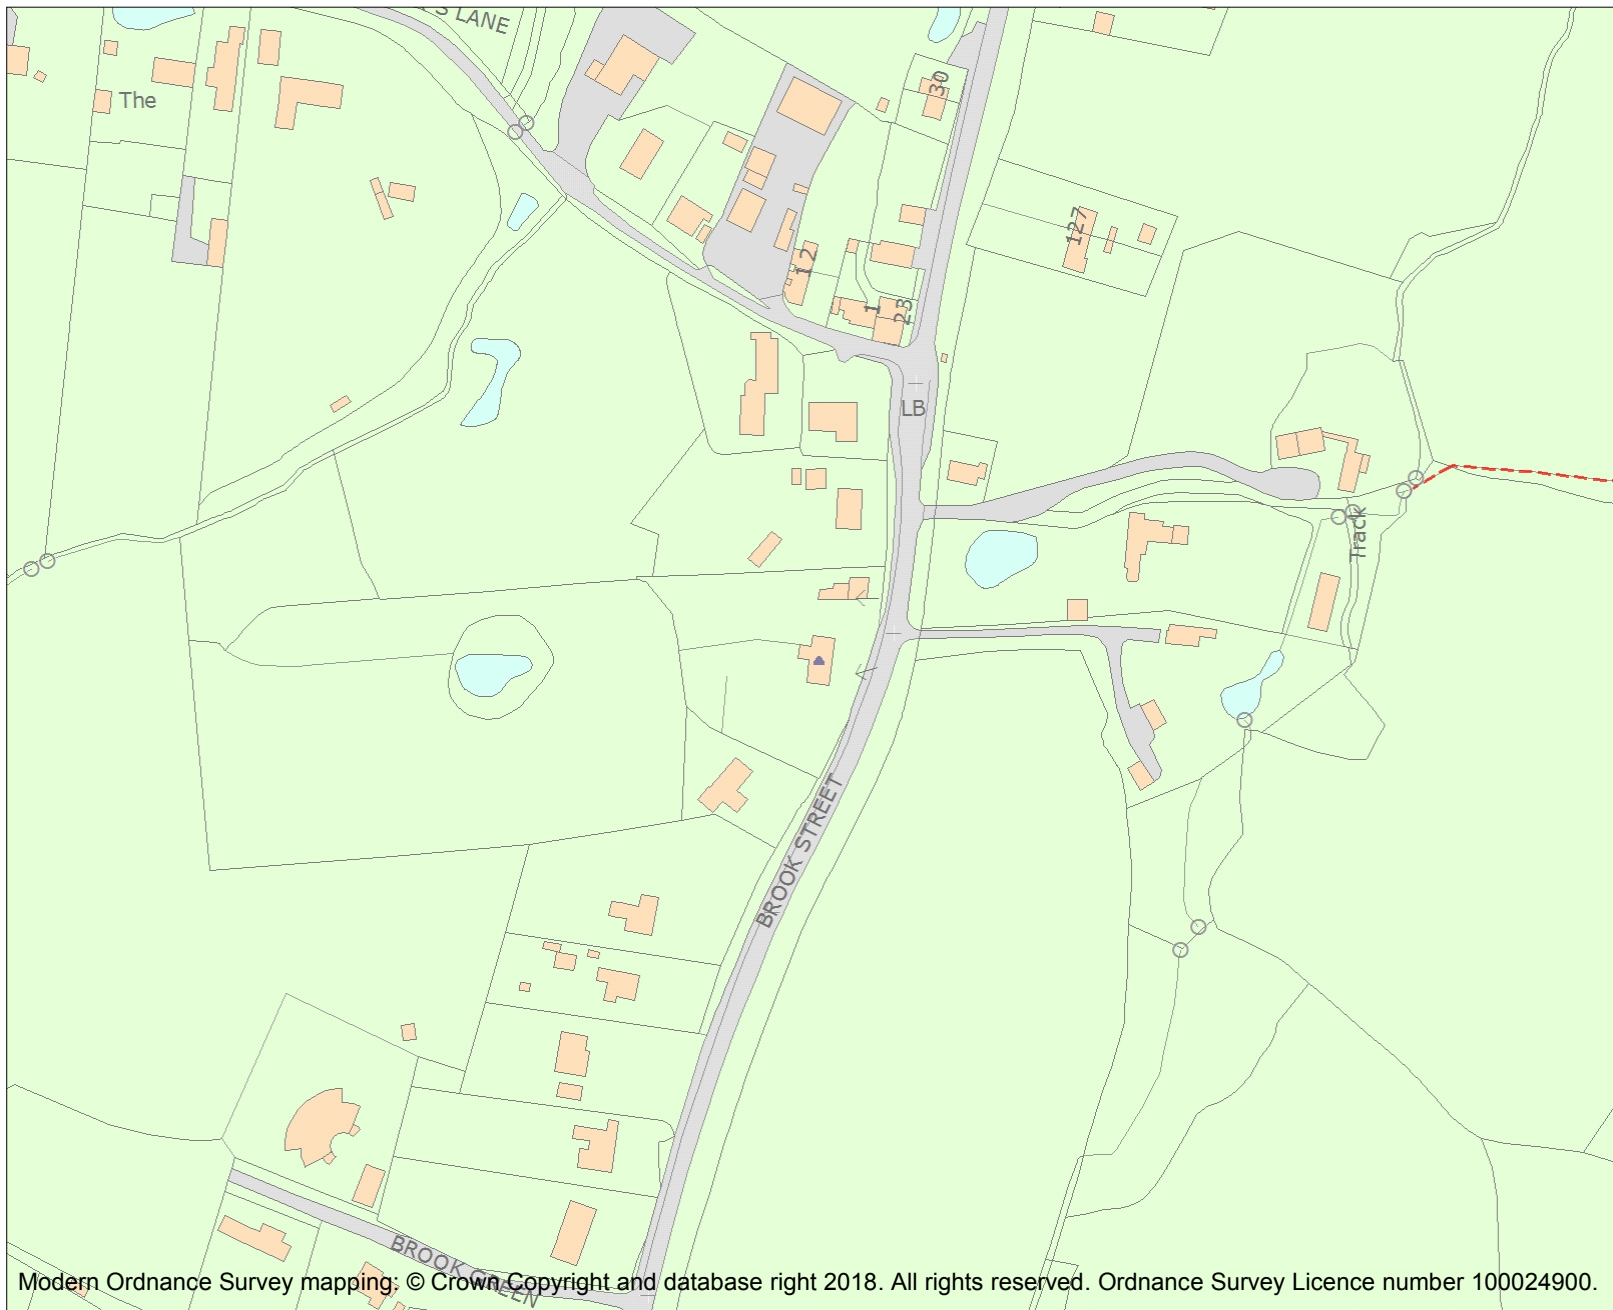 S LANE
The
30
127
12
1
23
LB
Track
BROOK STREET
BROOK GREEN
Modern Ordnance Survey mapping: © Crown Copyright and database right 2018. All rights reserved. Ordnance Survey Licence number 100024900.